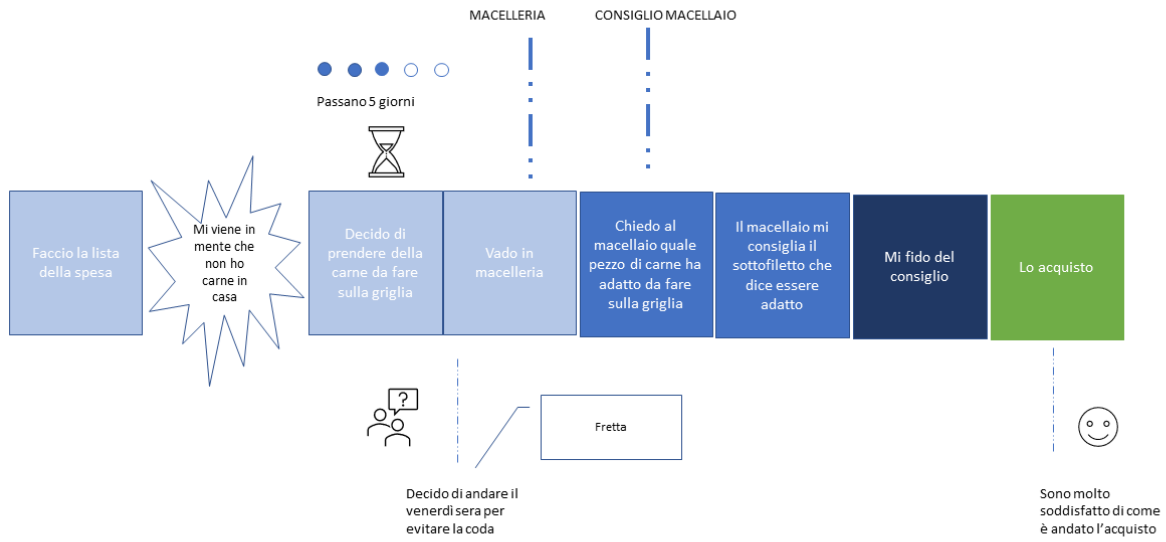 MACELLERIA
CONSIGLIO MACELLAIO
Passano 5 giorni
Faccio la lista
della spesa
Mi viene in
mente che
non ho
carne in
casa
Decido di
prendere della
carne da fare
sulla griglia
Vado in
macelleria
Chiedo al
macellaio quale
pezzo di carne ha
adatto da fare
sulla griglia
Il macellaio mi
consiglia il
sottofiletto che
dice essere
adatto
Mi fido del
consiglio
Lo acquisto
?
Fretta
Decido di andare il
venerdì sera per
evitare la coda
Sono molto
soddisfatto di come
è andato l'acquisto